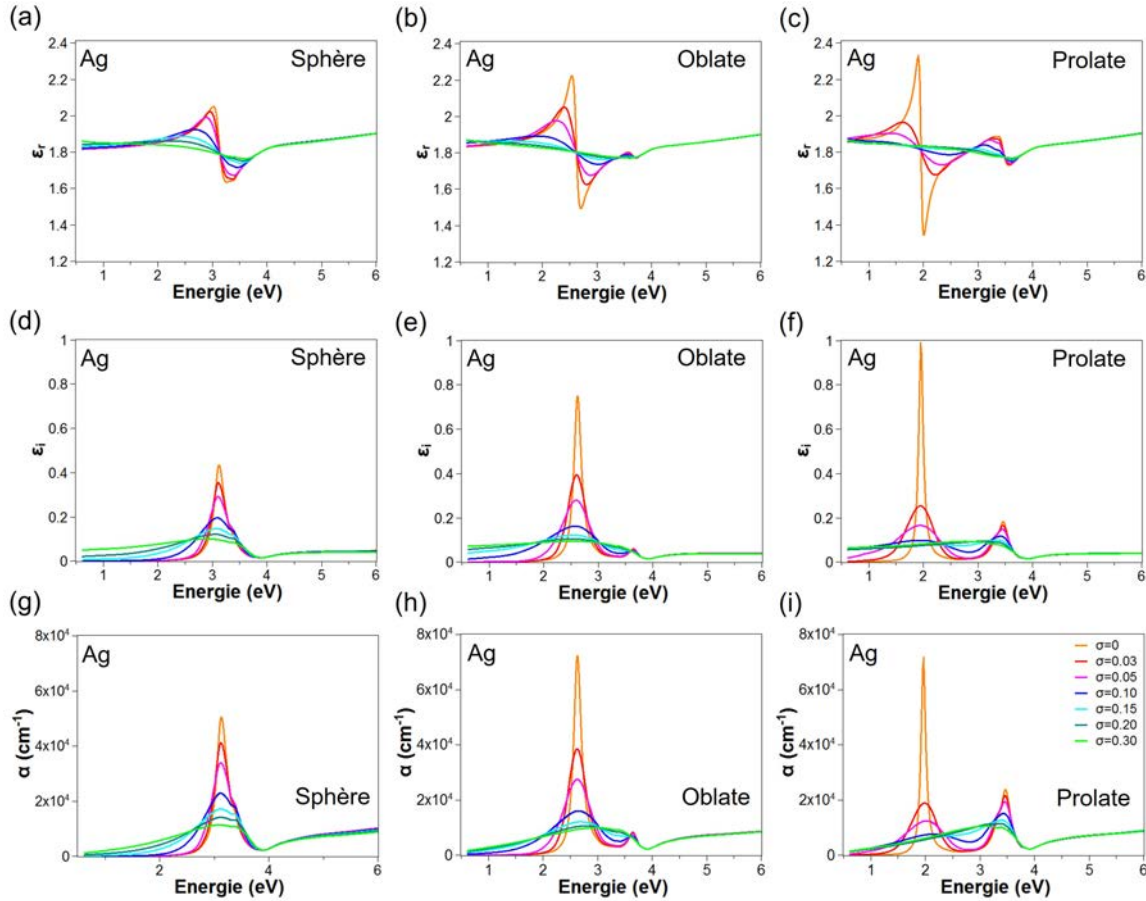 (a)
(b)
(c)
2.4
2.2
2
1.8
1.6
1.4
1.2
εr
Ag
Sphère
1
2
3
4
5
6
Energie (eV)
2.4
2.2
2
1.8
1.6
1.4
1.2
εr
Ag
Oblate
1
2
3
4
5
6
Energie (eV)
2.4
2.2
2
1.8
1.6
1.4
1.2
εr
Ag
Prolate
1
2
3
4
5
6
Energie (eV)
(d)
(e)
(f)
1
0.8
0.6
0.4
0.2
0
εi
Ag
Sphère
2
3
4
5
6
Energie (eV)
1
0.8
0.6
0.4
0.2
0
εi
Ag
Oblate
1
2
3
4
5
6
Energie (eV)
1
0.8
0.6
0.4
0.2
0
εi
Ag
Prolate
1
2
3
4
5
6
Energie (eV)
(g)
(h)
(i)
8x10⁴
6x10⁴
4x10⁴
2x10⁴
0
α (cm⁻¹)
Ag
Sphère
2
3
4
5
6
Energie (eV)
8x10⁴
6x10⁴
4x10⁴
2x10⁴
0
α (cm⁻¹)
Ag
Oblate
1
2
3
4
5
6
Energie (eV)
8x10⁴
6x10⁴
4x10⁴
2x10⁴
0
α (cm⁻¹)
Ag
σ=0
σ=0.03
σ=0.05
σ=0.10
σ=0.15
σ=0.20
σ=0.30
Prolate
1
2
3
4
5
6
Energie (eV)